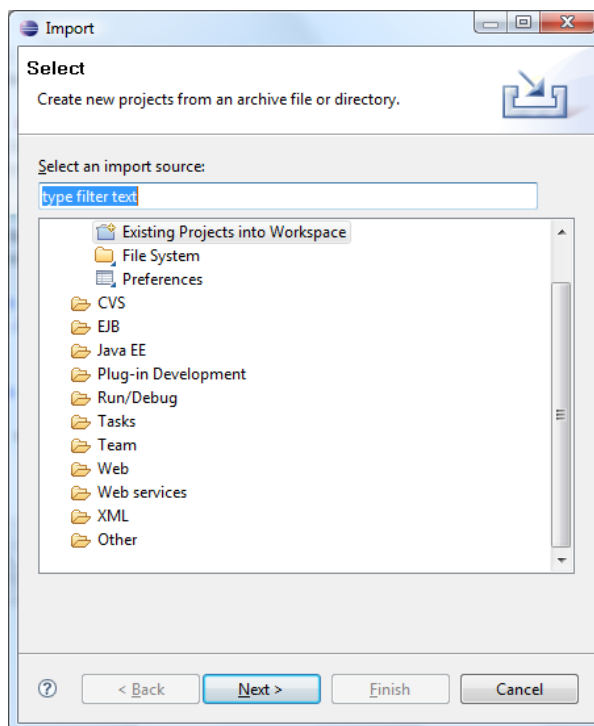 Import
Select
Create new projects from an archive file or directory.
Select an import source:
type filter text
Existing Projects into Workspace
File System
Preferences
CVS
EJB
Java EE
Plug-in Development
Run/Debug
Tasks
Team
Web
Web services
XML
Other
? < Back Next > Finish Cancel